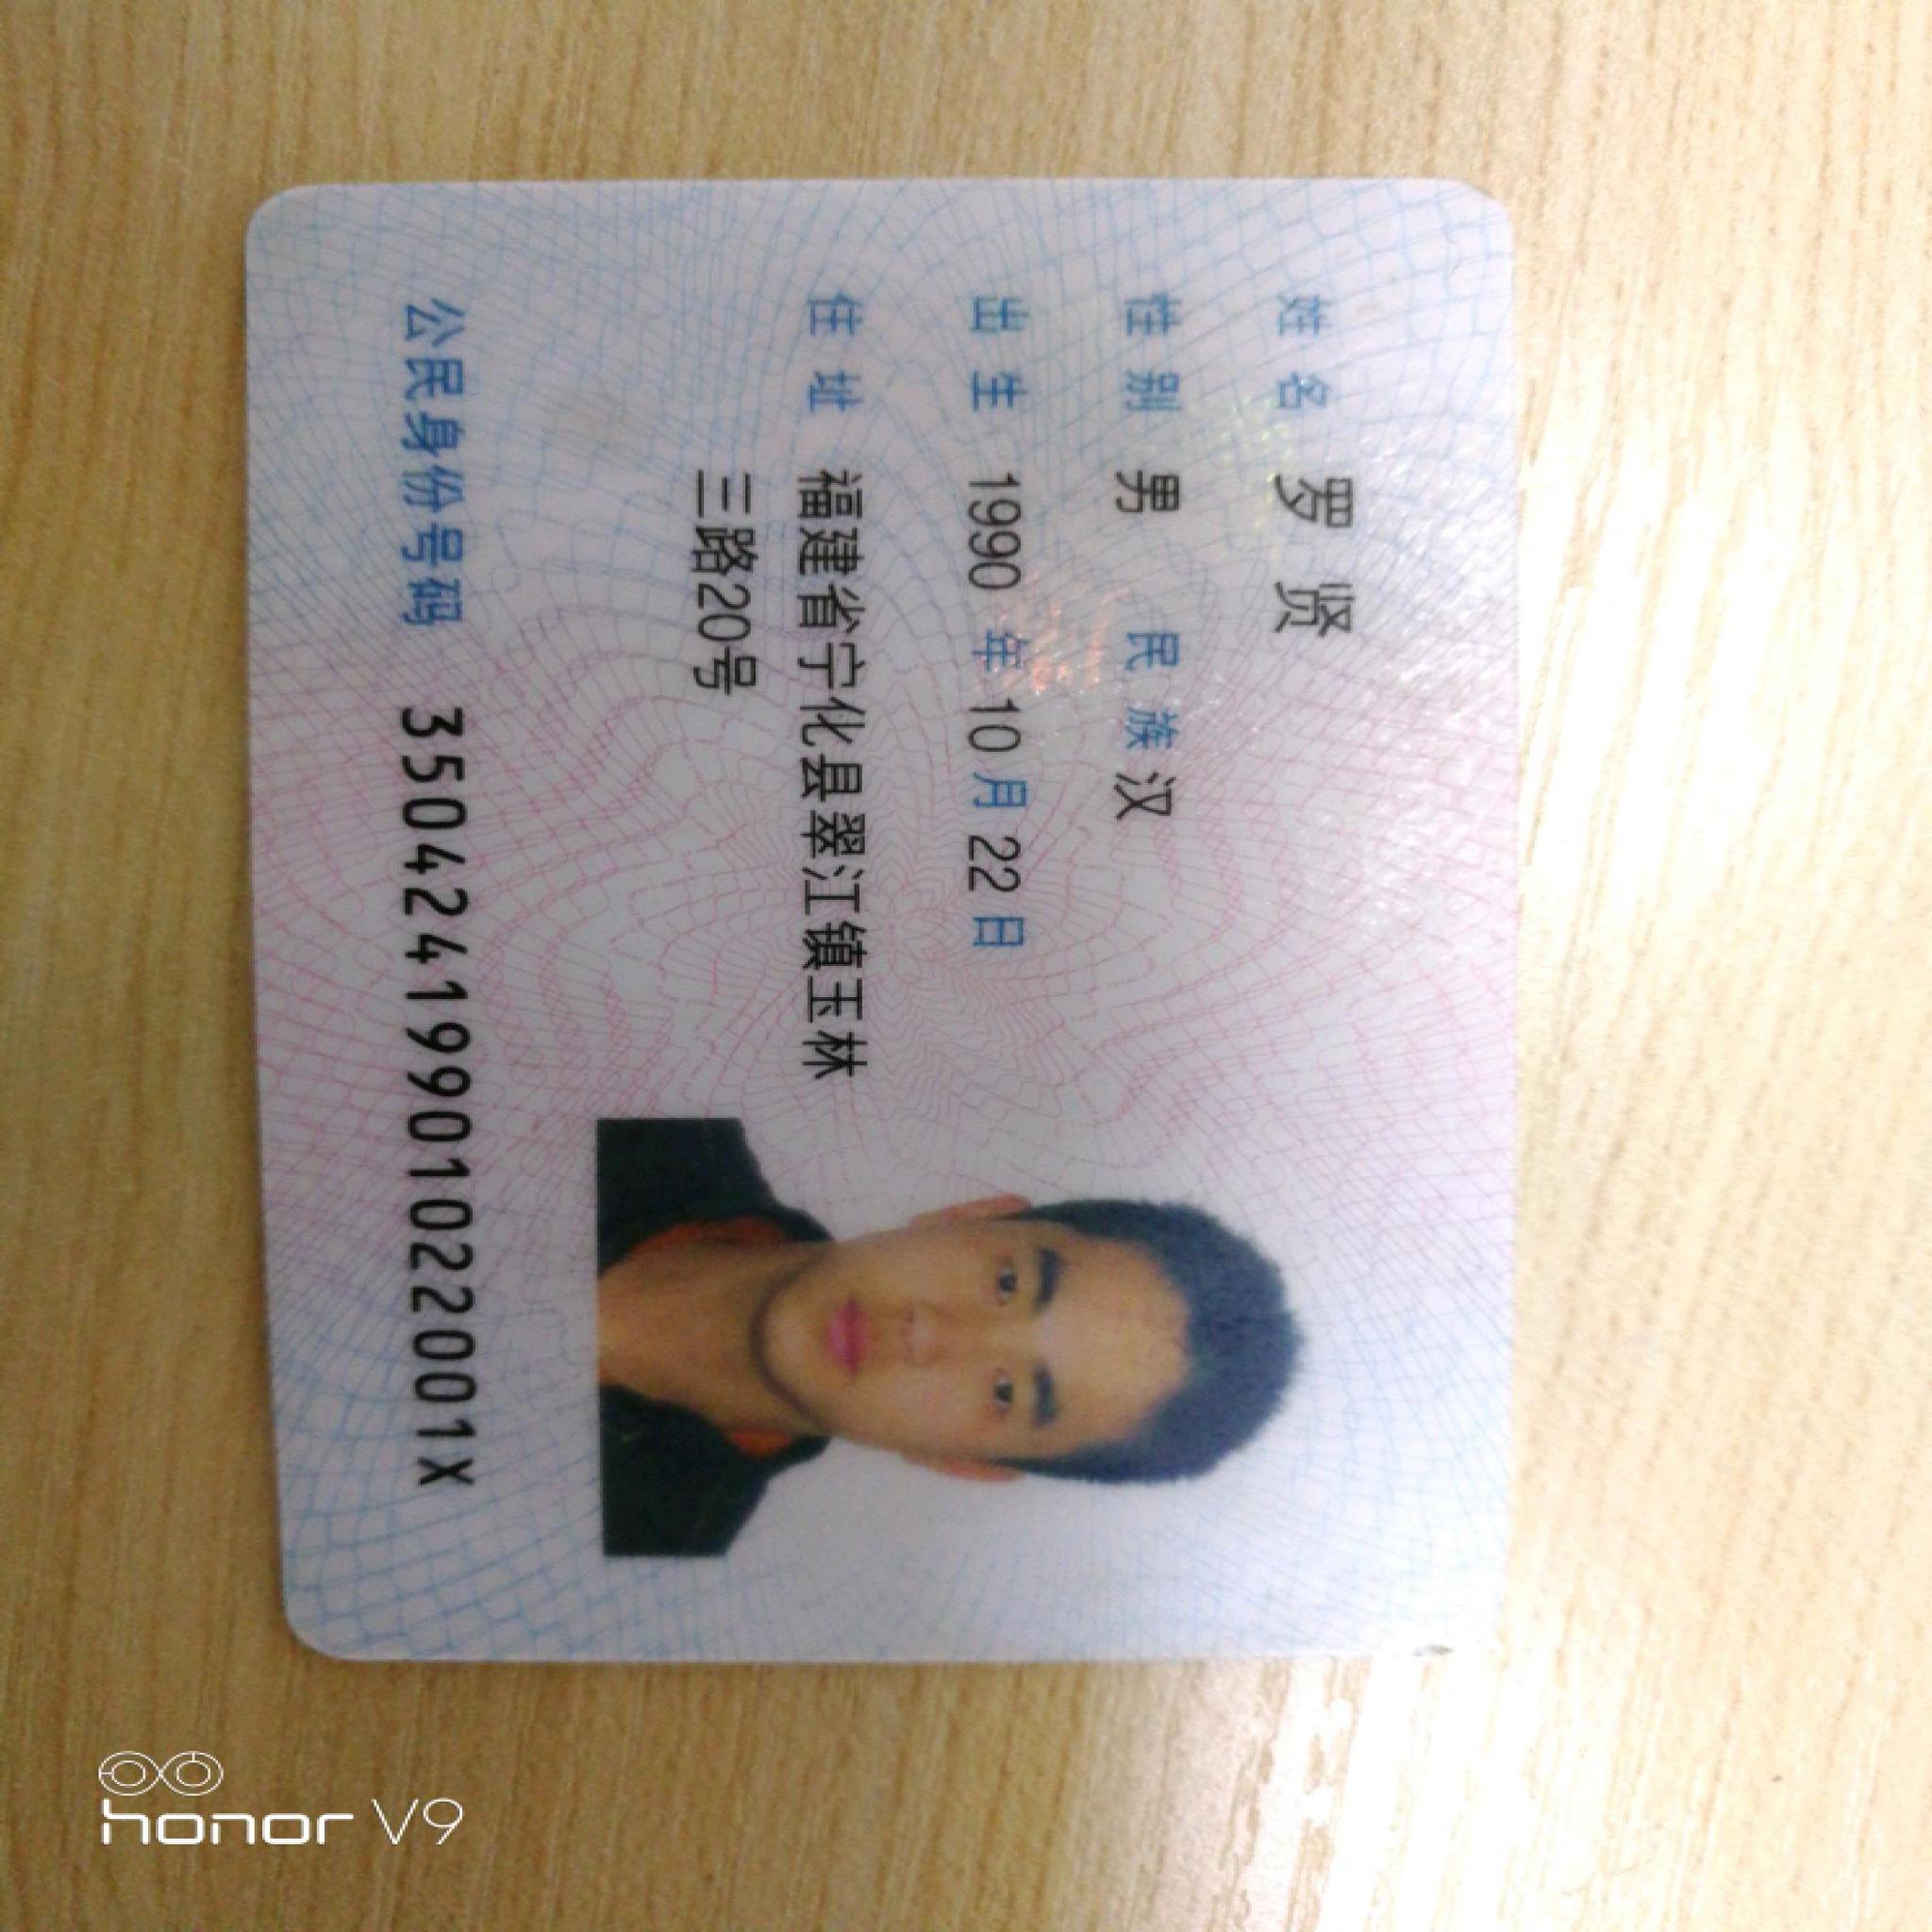 姓名 罗贤
性别 男 民族 汉
出生 1990 年 10 月 22 日
住址 福建省宁化县翠江镇玉林
三路20号
公民身份号码 35042419901022001X
honor V9